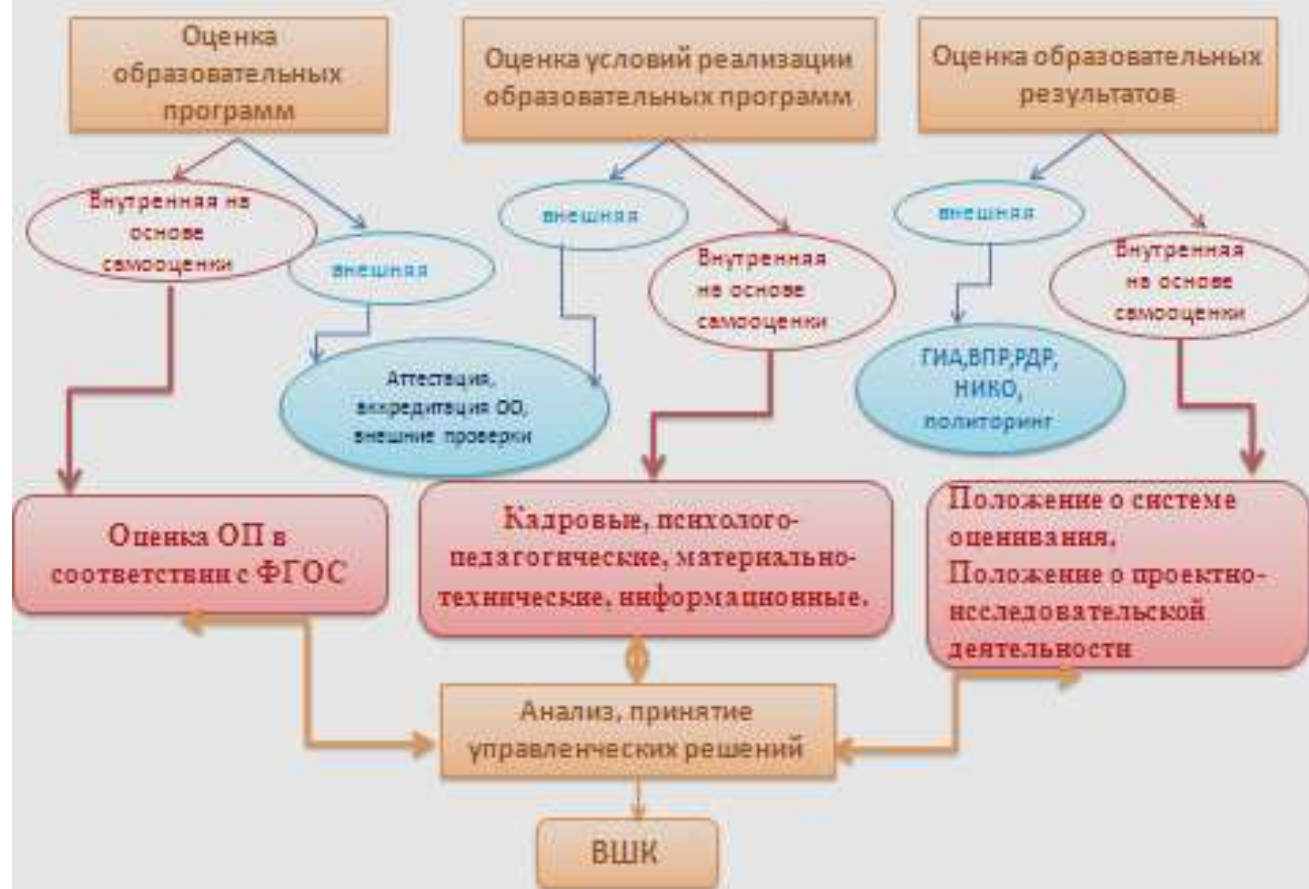 Оценка
образовательных
программ
Оценка условий реализации
образовательных программ
Оценка образовательных
результатов
Внутренняя на
основе
самооценки
внешняя
внешняя
Внутренняя
на основе
самооценки
внешняя
Внутренняя
на основе
самооценки
Аттестация,
аккредитация ОО,
внешние проверки
ГИА,ВПР,РДР,
НИКО,
политоринг
Оценка ОП в
соответствии с ФГОС
Кадровые, психолого-
педагогические, материально-
технические, информационные.
Положение о системе
оценивания,
Положение о проектно-
исследовательской
деятельности
Анализ, принятие
управленческих решений
ВШК